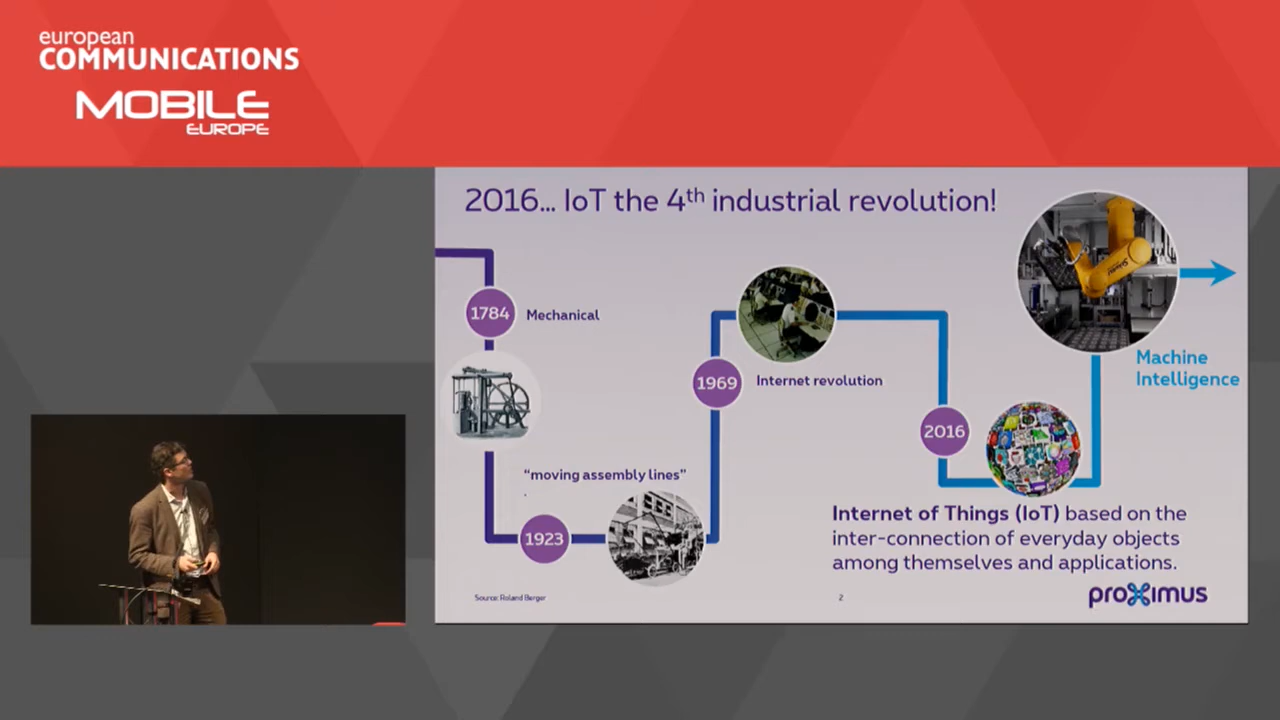 european
COMMUNICATIONS
MOBILE
EUROPE
2016... IoT the 4th industrial revolution!
1784
Mechanical
1969
Internet revolution
Machine
Intelligence
2016
"moving assembly lines"
.
1923
Internet of Things (IoT) based on the
inter-connection of everyday objects
among themselves and applications.
Source: Roland Berger
2
proximus